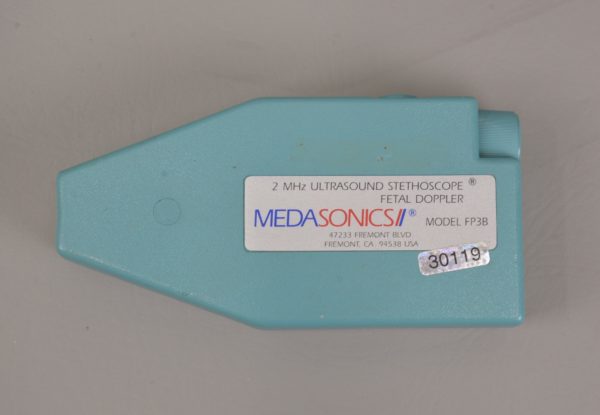 2 MHz ULTRASOUND STETHOSCOPE ®
FETAL DOPPLER
MEDASONICS ® MODEL FP3B
47233 FREMONT BLVD
FREMONT, CA 94538 USA
30119